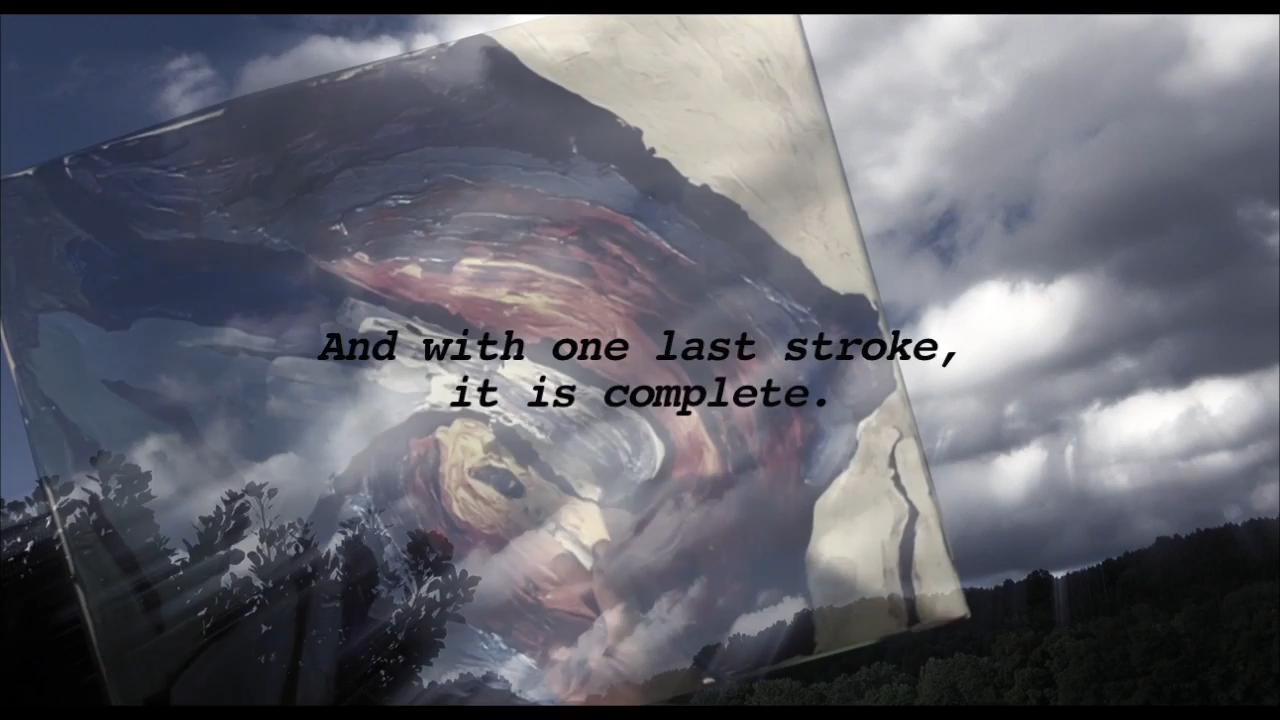 And with one last stroke,
it is complete.